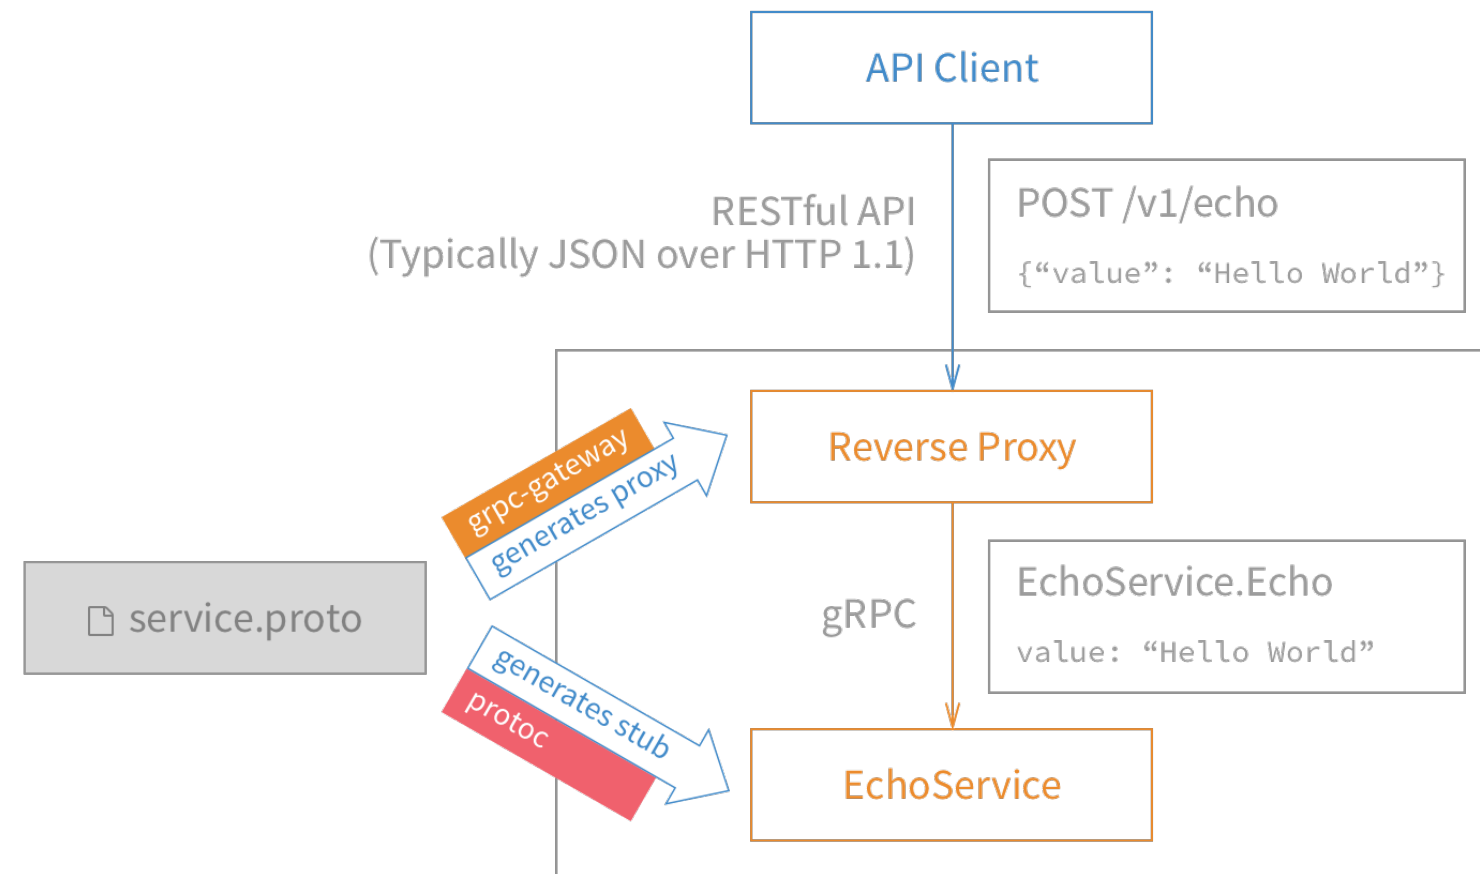 API Client
RESTful API
(Typically JSON over HTTP 1.1)
POST /v1/echo
{“value”: “Hello World”}
Reverse Proxy
grpc-gateway
generates proxy
service.proto
gRPC
EchoService.Echo
value: “Hello World”
generates stub
protoc
EchoService